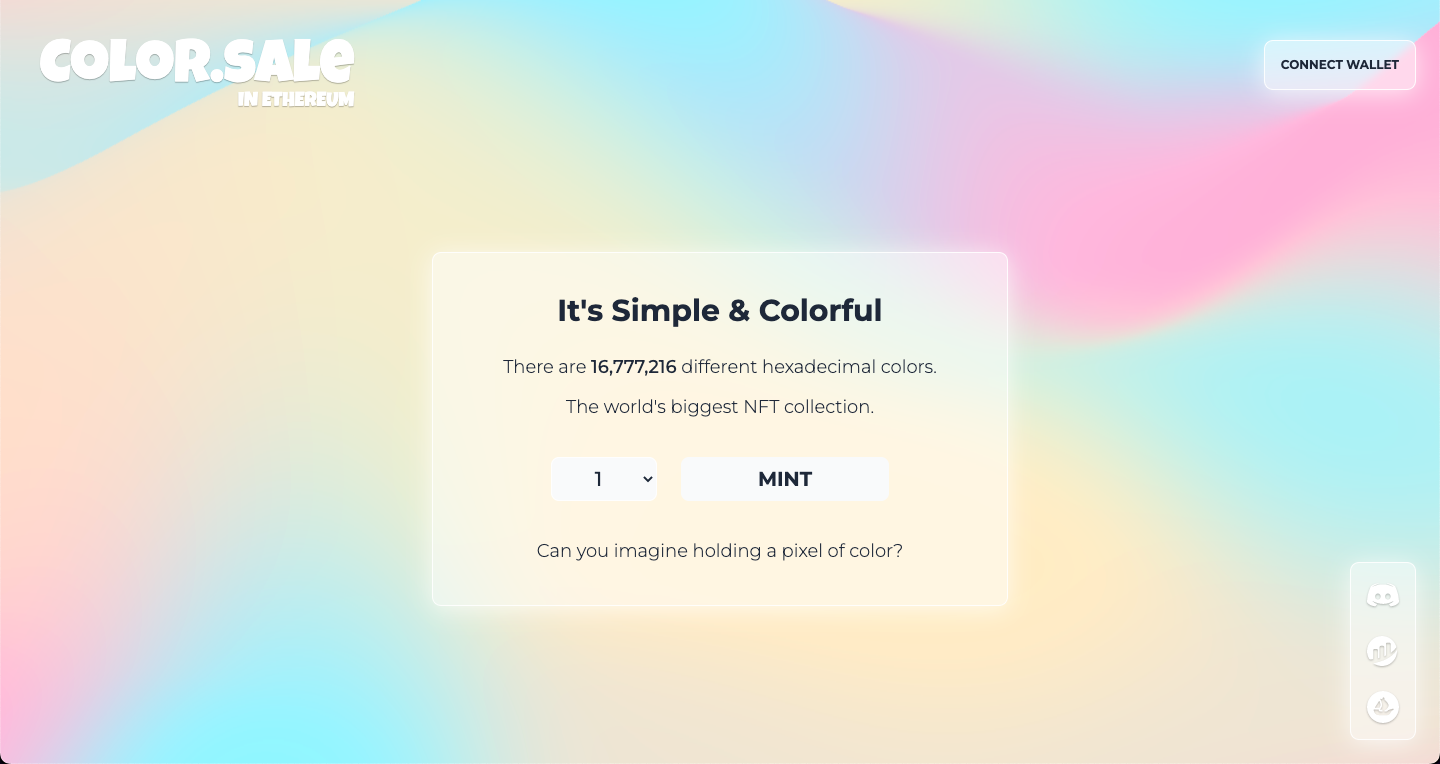 COLOR.SALe
IN ETHEREUM
CONNECT WALLET
It's Simple & Colorful
There are 16,777,216 different hexadecimal colors.
The world's biggest NFT collection.
1
MINT
Can you imagine holding a pixel of color?